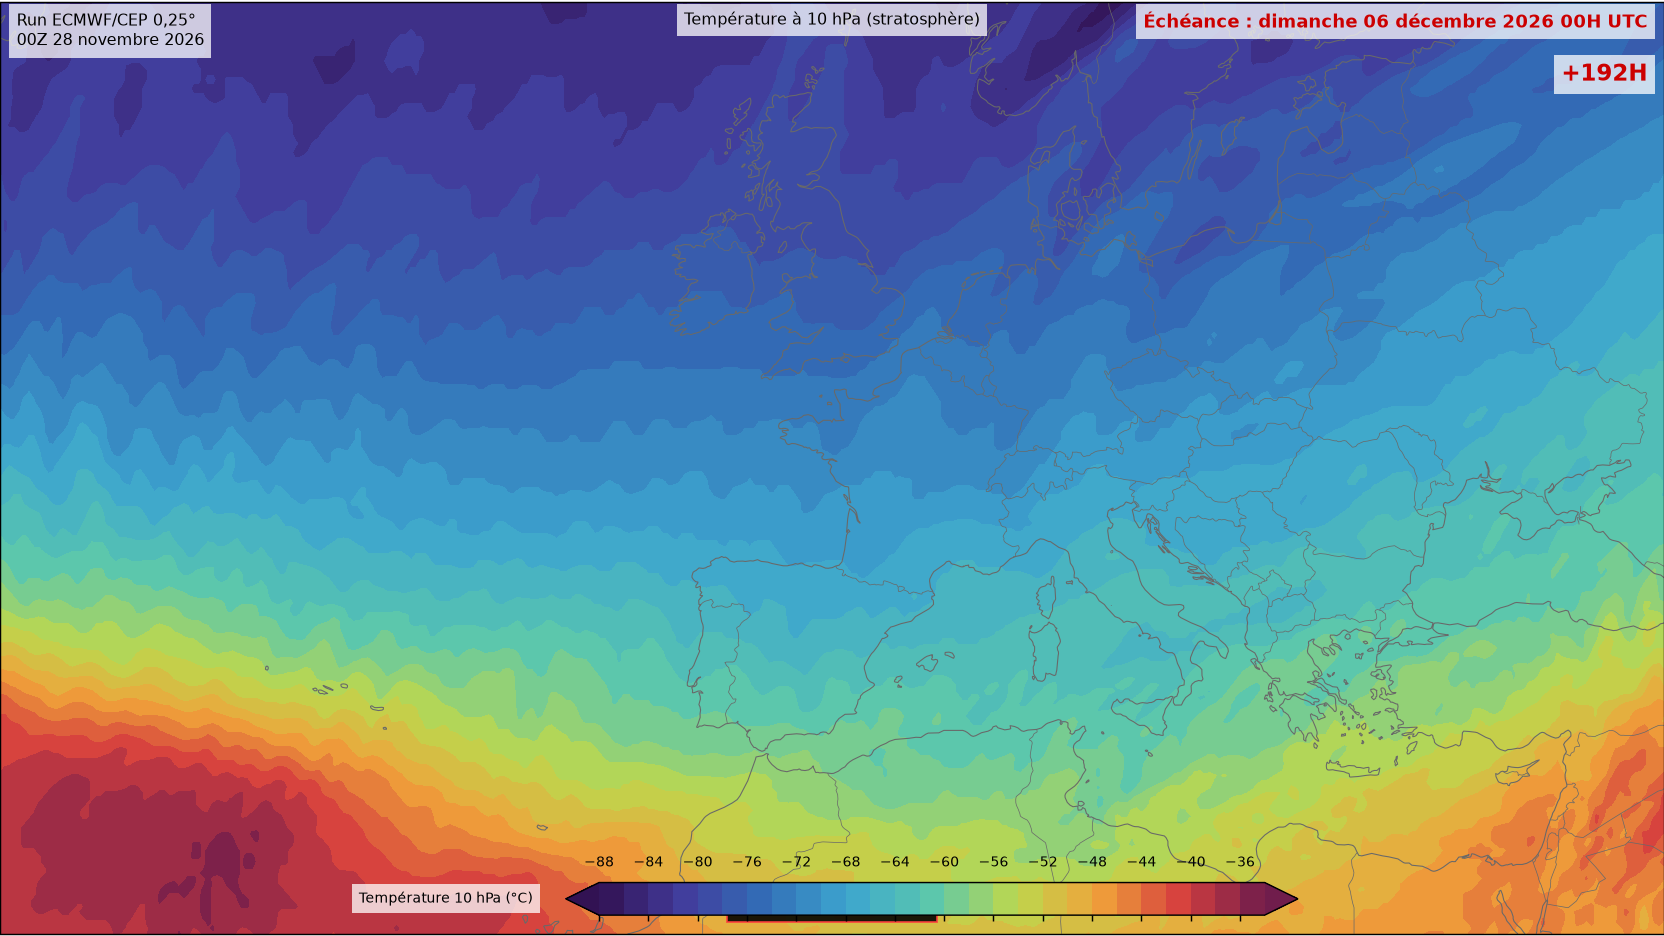 Run ECMWF/CEP 0,25°
00Z 28 novembre 2026
Température à 10 hPa (stratosphère)
Échéance : dimanche 06 décembre 2026 00H UTC
+192H
−88 −84 −80 −76 −72 −68 −64 −60 −56 −52 −48 −44 −40 −36
Température 10 hPa (°C)